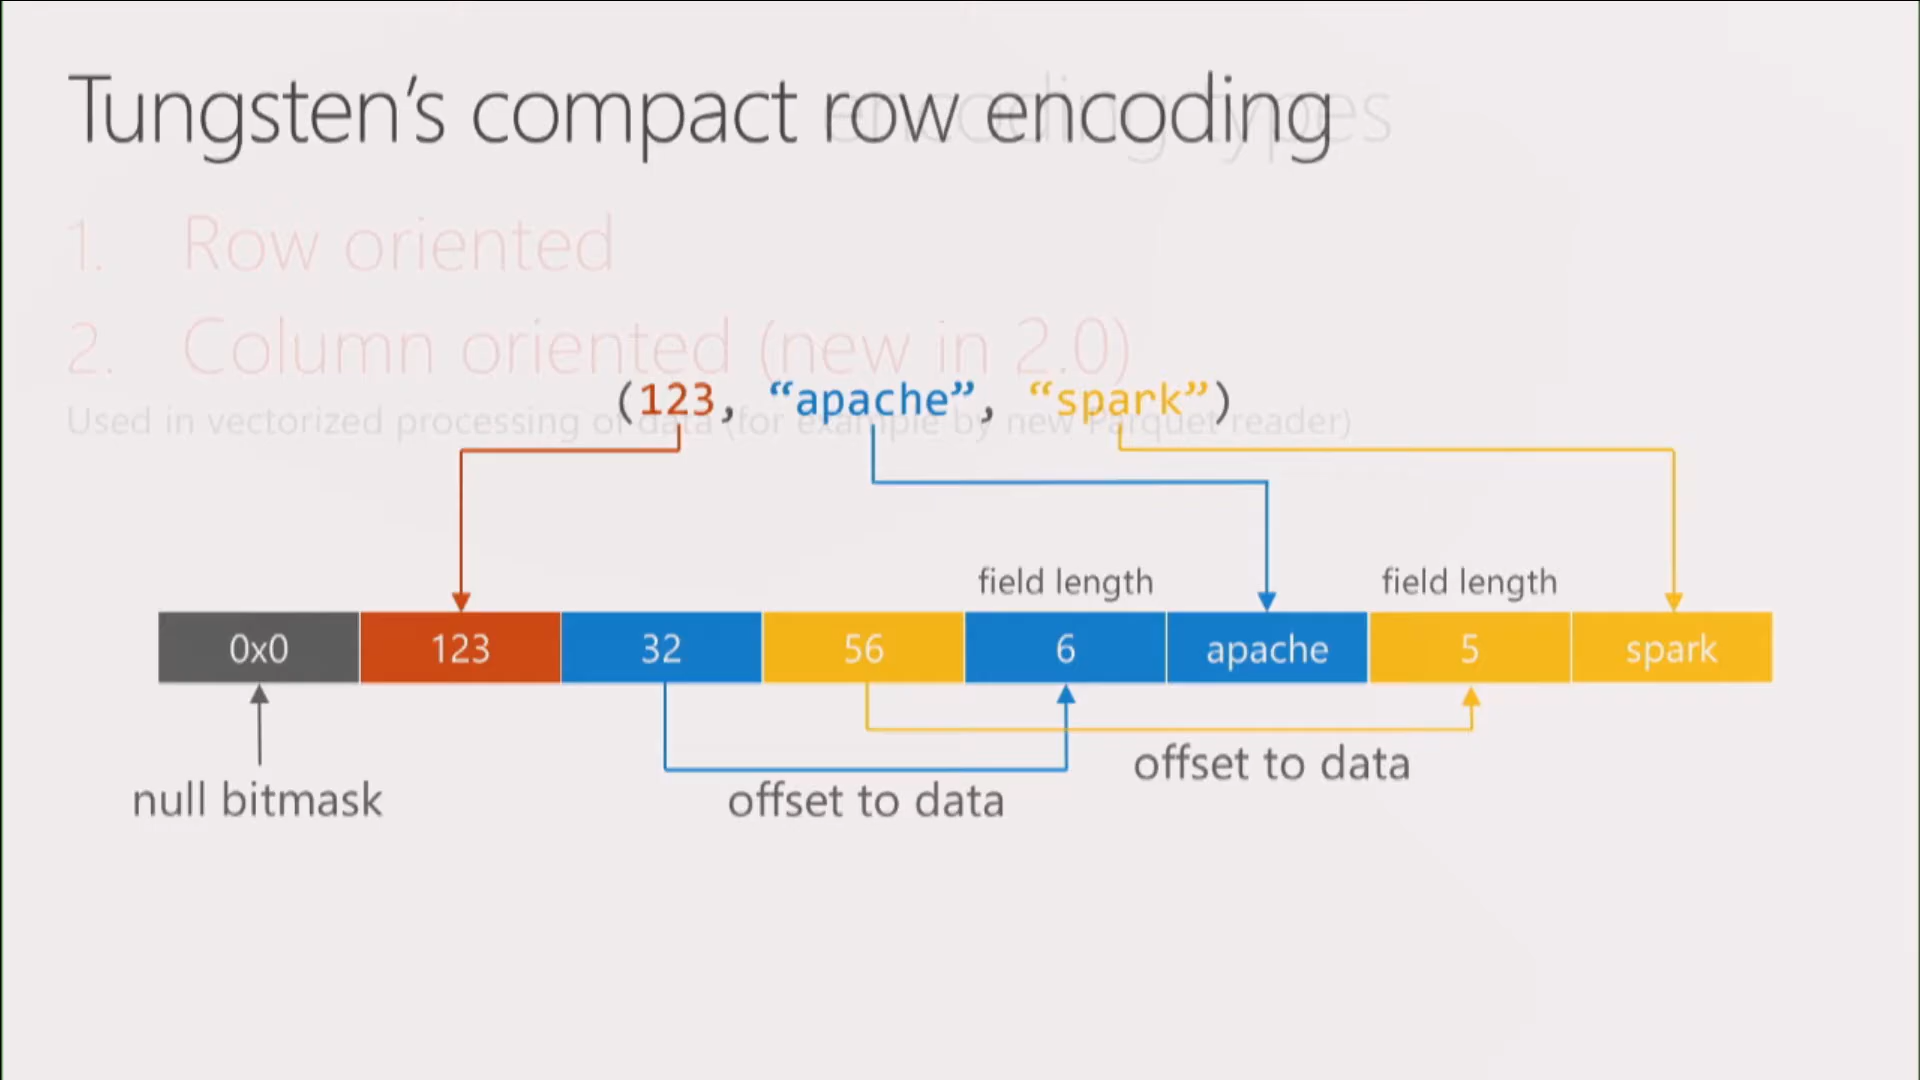 Tungsten’s compact row encoding
encoding types
1. Row oriented
2. Column oriented (new in 2.0)
(123, “apache”, “spark”)
Used in vectorized processing of data (for example by new Parquet reader)
field length field length
0x0 123 32 56 6 apache 5 spark
offset to data
null bitmask offset to data